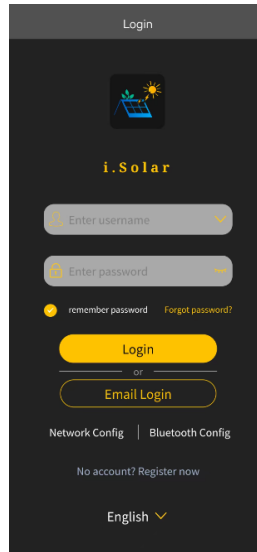 Login
i.Solar
Enter username
Enter password
remember password Forgot password?
Login
or
Email Login
Network Config Bluetooth Config
No account? Register now
English